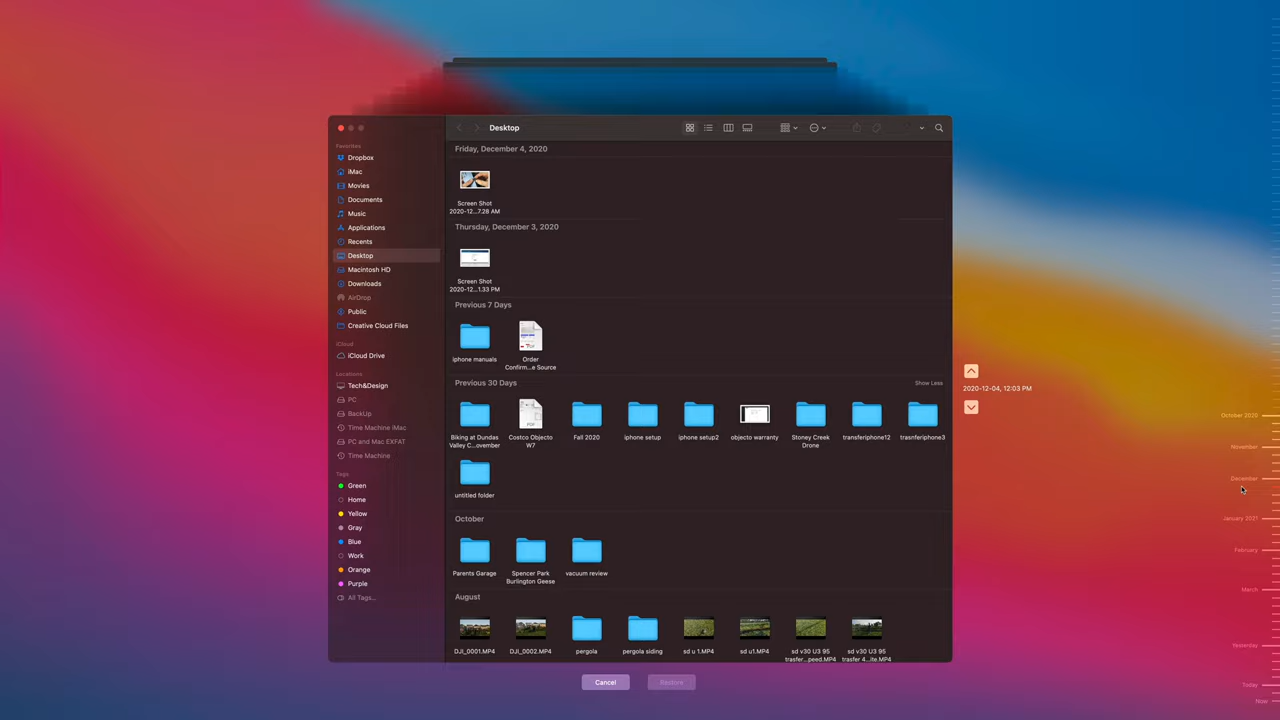 Desktop
Favorites
Dropbox
iMac
Movies
Documents
Music
Applications
Recents
Desktop
Macintosh HD
Downloads
AirDrop
Public
Creative Cloud Files
iCloud
iCloud Drive
Locations
Tech&Design
PC
BackUp
Time Machine iMac
PC and Mac EXFAT
Time Machine
Tags
Green
Home
Yellow
Gray
Blue
Work
Orange
Purple
All Tags...
Friday, December 4, 2020
Screen Shot
2020-12...7.28 AM
Thursday, December 3, 2020
Screen Shot
2020-12...1.33 PM
Previous 7 Days
iphone manuals
Order
Confirm...e Source
Previous 30 Days
Show Less
Biking at Dundas
Valley C...ovember
Costco Objecto
W7
Fall 2020
iphone setup
iphone setup2
objecto warranty
Stoney Creek
Drone
transferiphone12
trasnferiphone3
untitled folder
October
Parents Garage
Spencer Park
Burlington Geese
vacuum review
August
DJI_0001.MP4
DJI_0002.MP4
pergola
pergola siding
sd u 1.MP4
sd u1.MP4
sd v30 U3 95
trasfer...peed.MP4
sd v30 U3 95
trasfer 4...ite.MP4
Cancel
Restore
2020-12-04, 12:03 PM
October 2020
November
December
January 2021
February
March
Yesterday
Today
Now